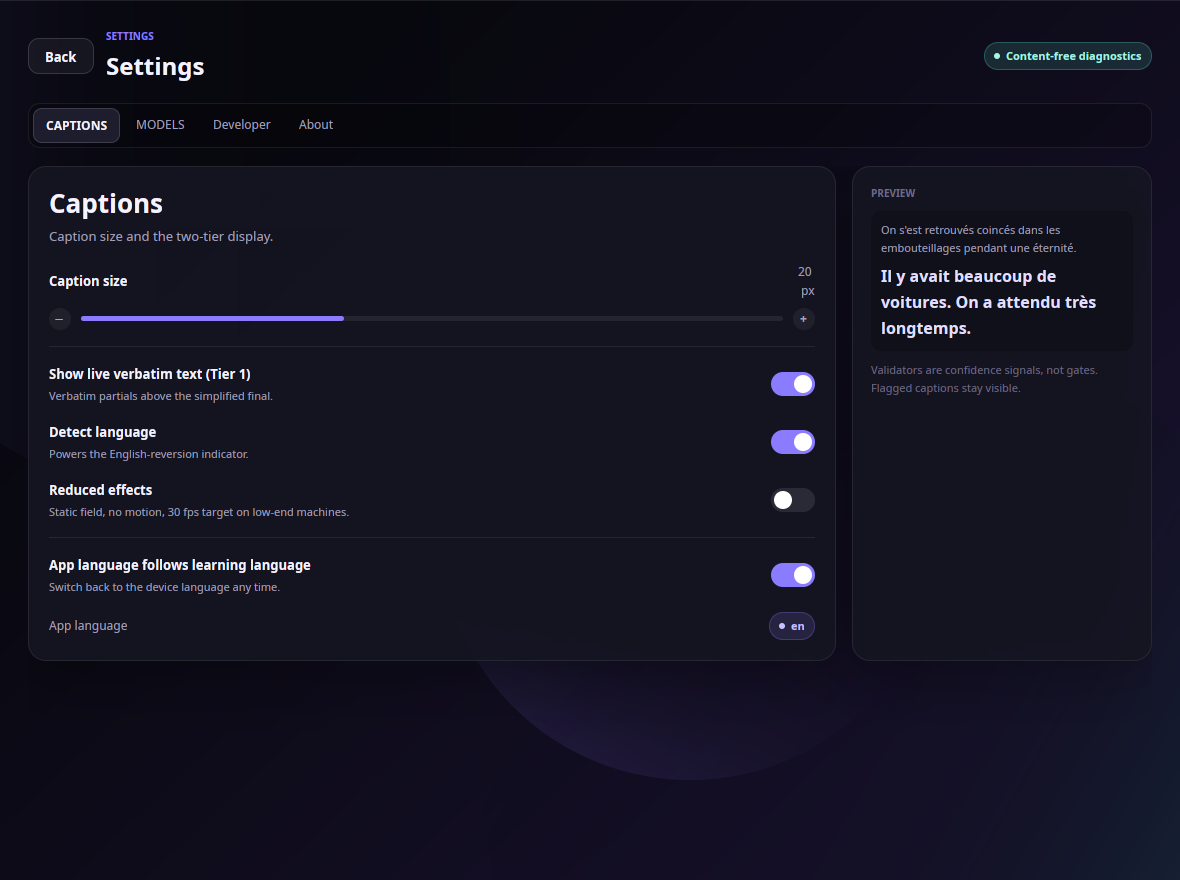 Back
SETTINGS
Settings
Content-free diagnostics
CAPTIONS
MODELS
Developer
About
Captions
Caption size and the two-tier display.
Caption size
20
px
–
+
Show live verbatim text (Tier 1)
Verbatim partials above the simplified final.
Detect language
Powers the English-reversion indicator.
Reduced effects
Static field, no motion, 30 fps target on low-end machines.
App language follows learning language
Switch back to the device language any time.
App language
en
PREVIEW
On s'est retrouvés coincés dans les
embouteillages pendant une éternité.
Il y avait beaucoup de
voitures. On a attendu très
longtemps.
Validators are confidence signals, not gates.
Flagged captions stay visible.